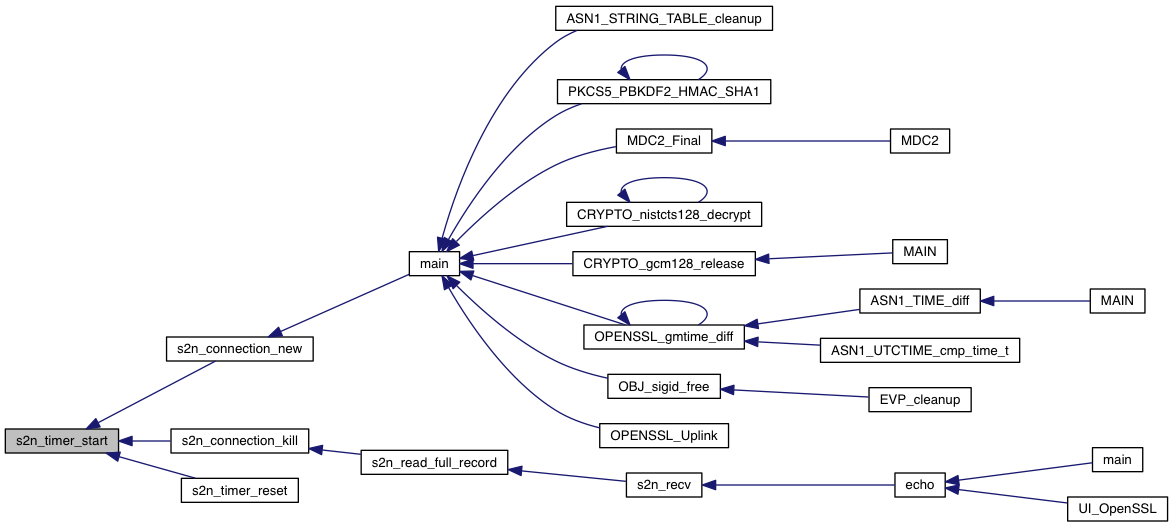 ASN1_STRING_TABLE_cleanup
PKCS5_PBKDF2_HMAC_SHA1
MDC2_Final
MDC2
CRYPTO_nistcts128_decrypt
main
CRYPTO_gcm128_release
MAIN
ASN1_TIME_diff
MAIN
OPENSSL_gmtime_diff
s2n_connection_new
ASN1_UTCTIME_cmp_time_t
OBJ_sigid_free
EVP_cleanup
OPENSSL_Uplink
s2n_timer_start
s2n_connection_kill
s2n_read_full_record
main
s2n_timer_reset
s2n_recv
echo
UI_OpenSSL